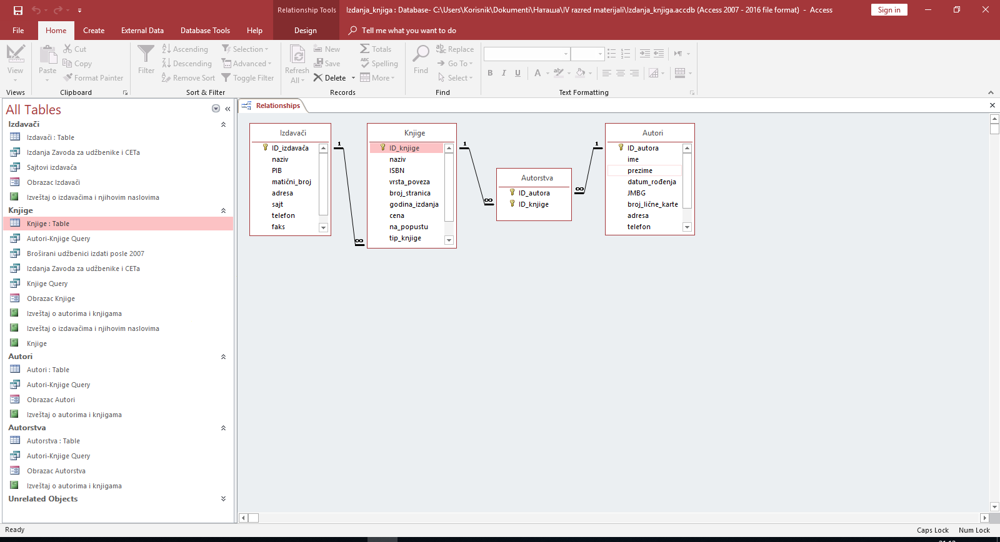 Relationship Tools
Izdanja_knjiga : Database- C:\Users\Korisnik\Dokumenti\Наташа\IV razred materijali\Izdanja_knjiga.accdb (Access 2007 - 2016 file format) - Access
Sign in
File Home Create External Data Database Tools Help Design Tell me what you want to do
View
Views
Paste
Cut
Copy
Format Painter
Clipboard
Filter
Ascending
Descending
Remove Sort
Selection
Advanced
Toggle Filter
Sort & Filter
Refresh All
New
Save
Delete
Totals
Spelling
More
Records
Find
Replace
Go To
Select
Find
B I U A
Text Formatting
All Tables
Izdavači
Izdavači : Table
Izdanja Zavoda za udžbenike i CETa
Sajtovi izdavača
Obrazac Izdavači
Izveštaj o izdavačima i njihovim naslovima
Knjige
Knjige : Table
Autori-Knjige Query
Broširani udžbenici izdati posle 2007
Izdanja Zavoda za udžbenike i CETa
Knjige Query
Obrazac Knjige
Izveštaj o autorima i knjigama
Izveštaj o izdavačima i njihovim naslovima
Knjige
Autori
Autori : Table
Autori-Knjige Query
Obrazac Autori
Izveštaj o autorima i knjigama
Autorstva
Autorstva : Table
Autori-Knjige Query
Obrazac Autorstva
Izveštaj o autorima i knjigama
Unrelated Objects
Relationships
Izdavači
ID_izdavača
naziv
PIB
matični_broj
adresa
sajt
telefon
faks
1
∞
Knjige
ID_knjige
naziv
ISBN
vrsta_poveza
broj_stranica
godina_izdanja
cena
na_popustu
tip_knjige
1
∞
Autorstva
ID_autora
ID_knjige
∞
1
Autori
ID_autora
ime
prezime
datum_rođenja
JMBG
broj_lične_karte
adresa
telefon
Ready
Caps Lock Num Lock